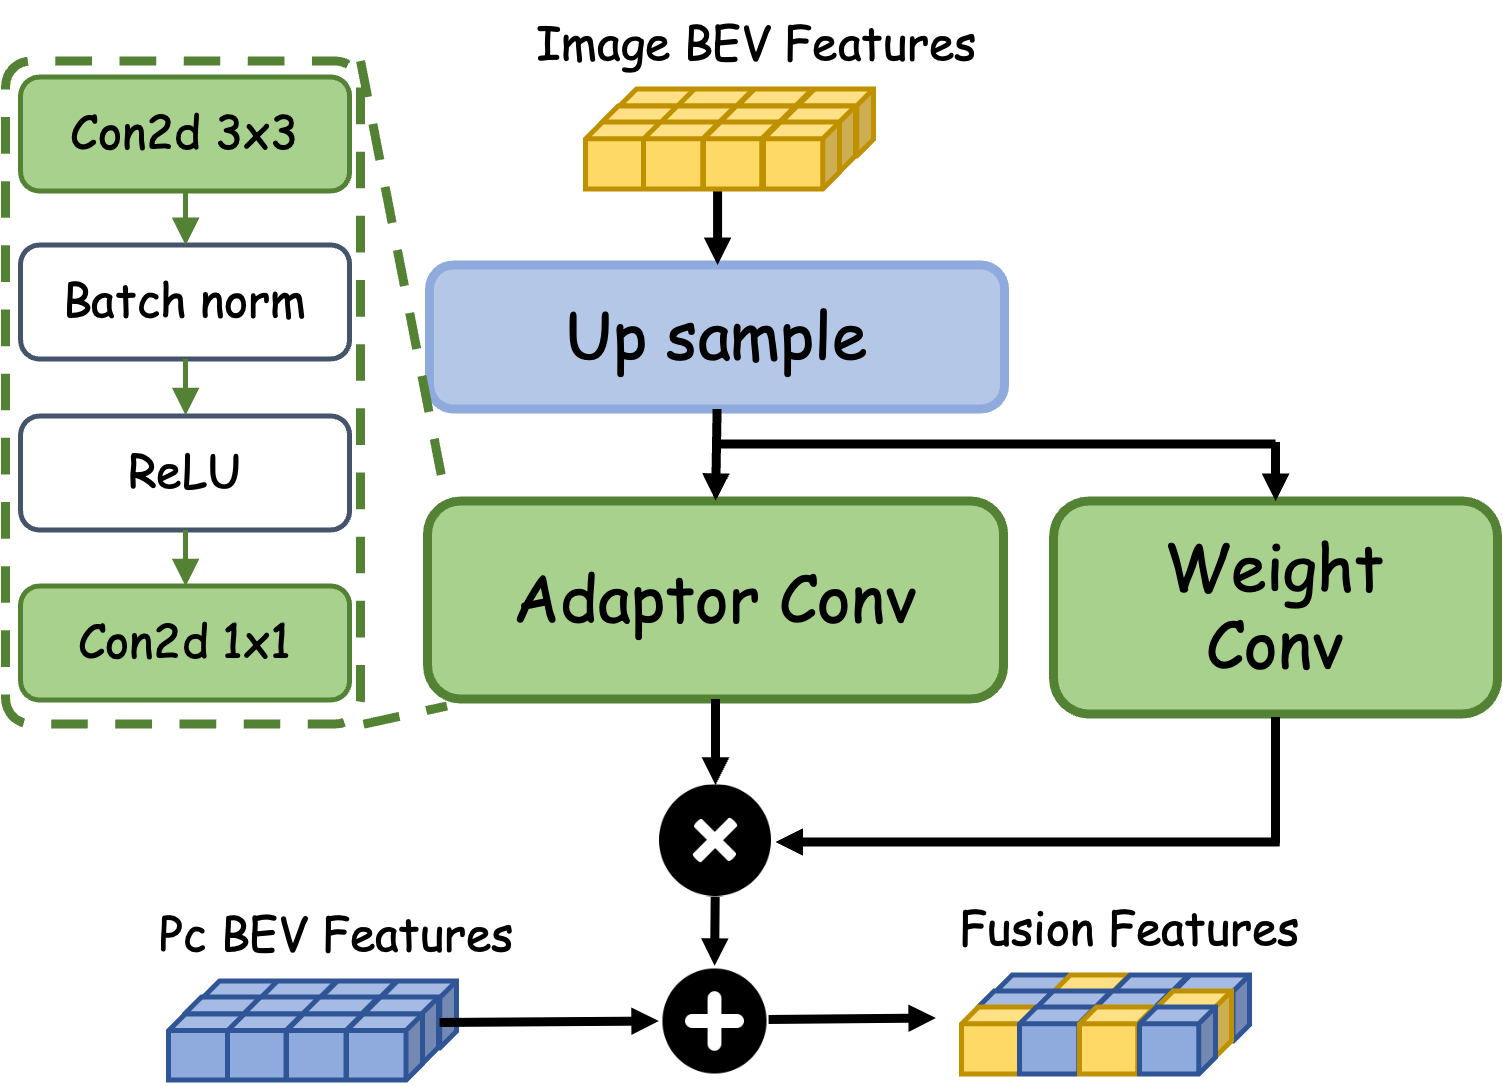 Image BEV Features
Con2d 3x3
Batch norm
ReLU
Con2d 1x1
Up sample
Adaptor Conv
Weight
Conv
Pc BEV Features
Fusion Features